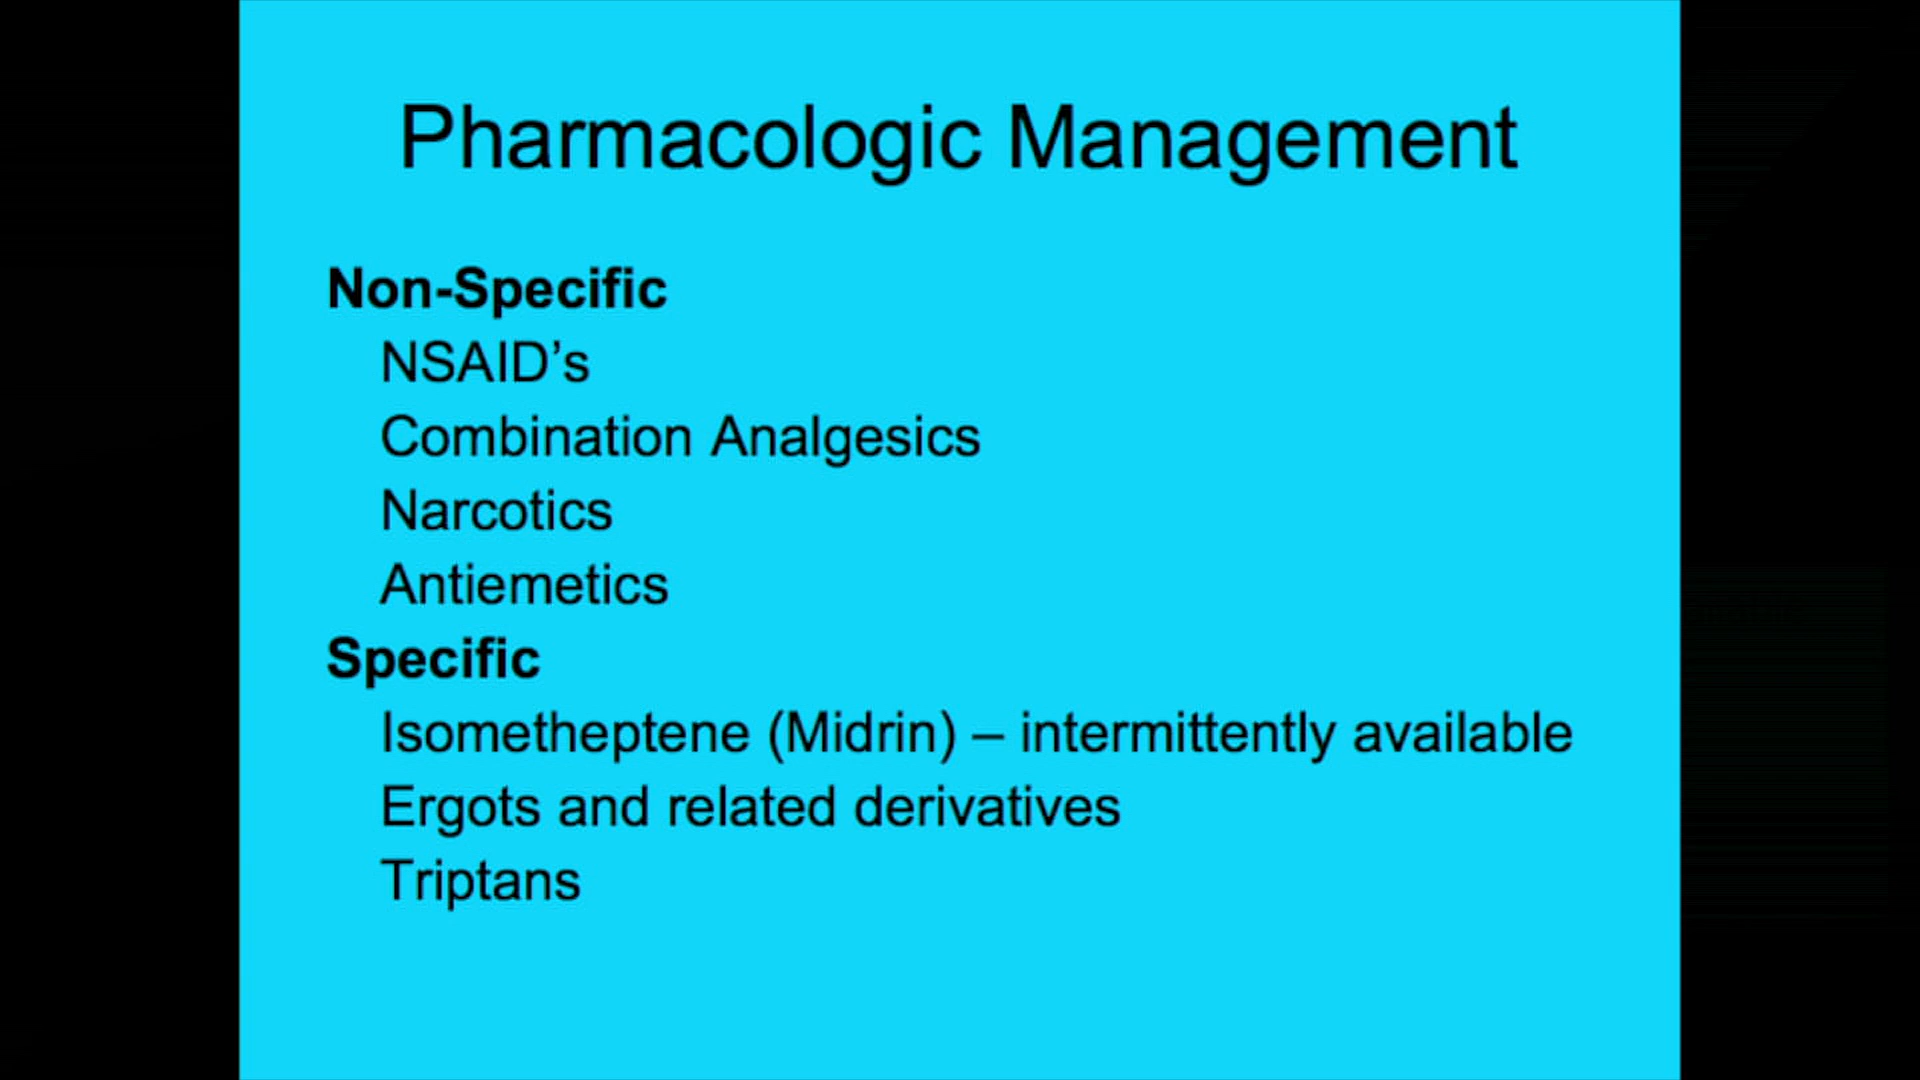 Pharmacologic Management
Non-Specific
NSAID’s
Combination Analgesics
Narcotics
Antiemetics
Specific
Isometheptene (Midrin) – intermittently available
Ergots and related derivatives
Triptans